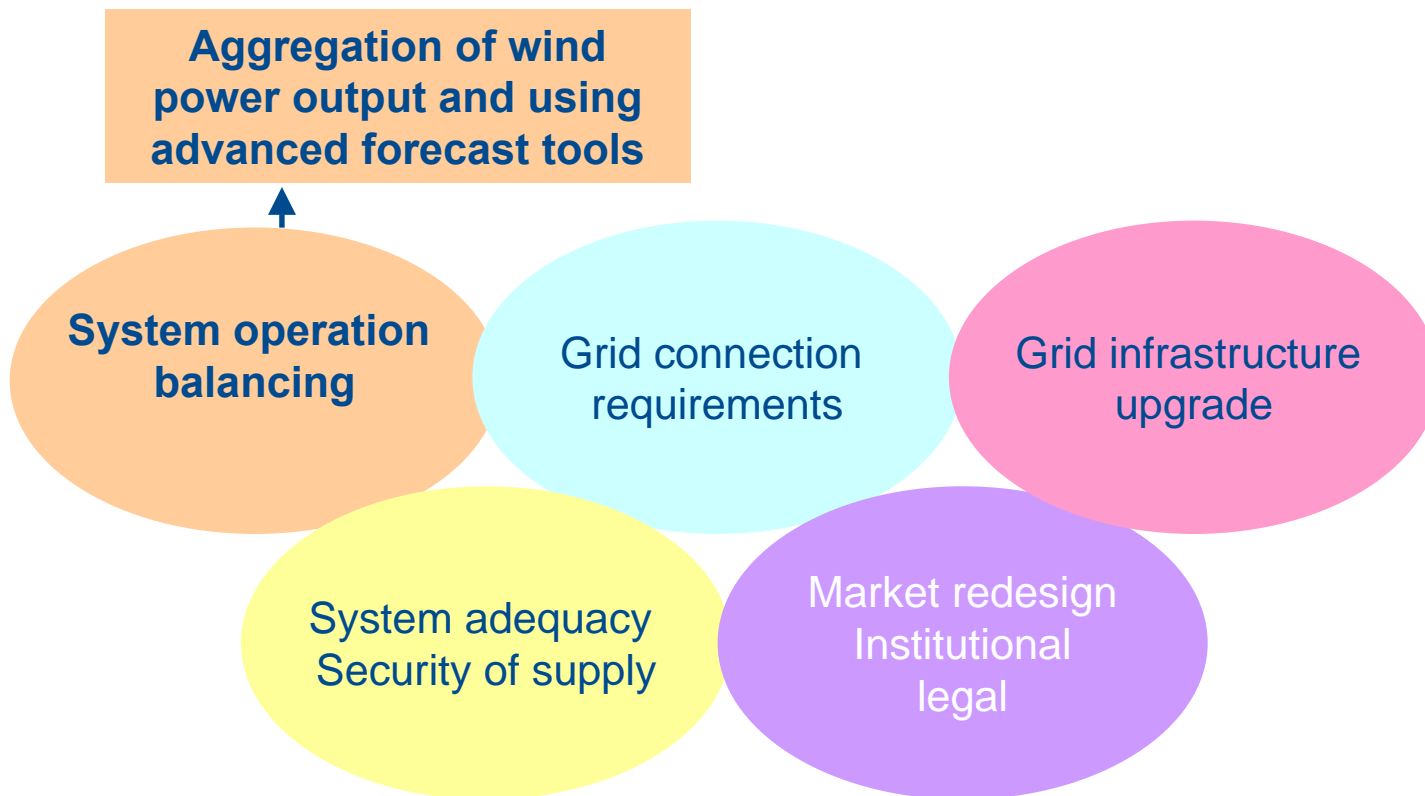 Aggregation of wind
power output and using
advanced forecast tools
System operation
balancing
Grid connection
requirements
Grid infrastructure
upgrade
System adequacy
Security of supply
Market redesign
Institutional
legal